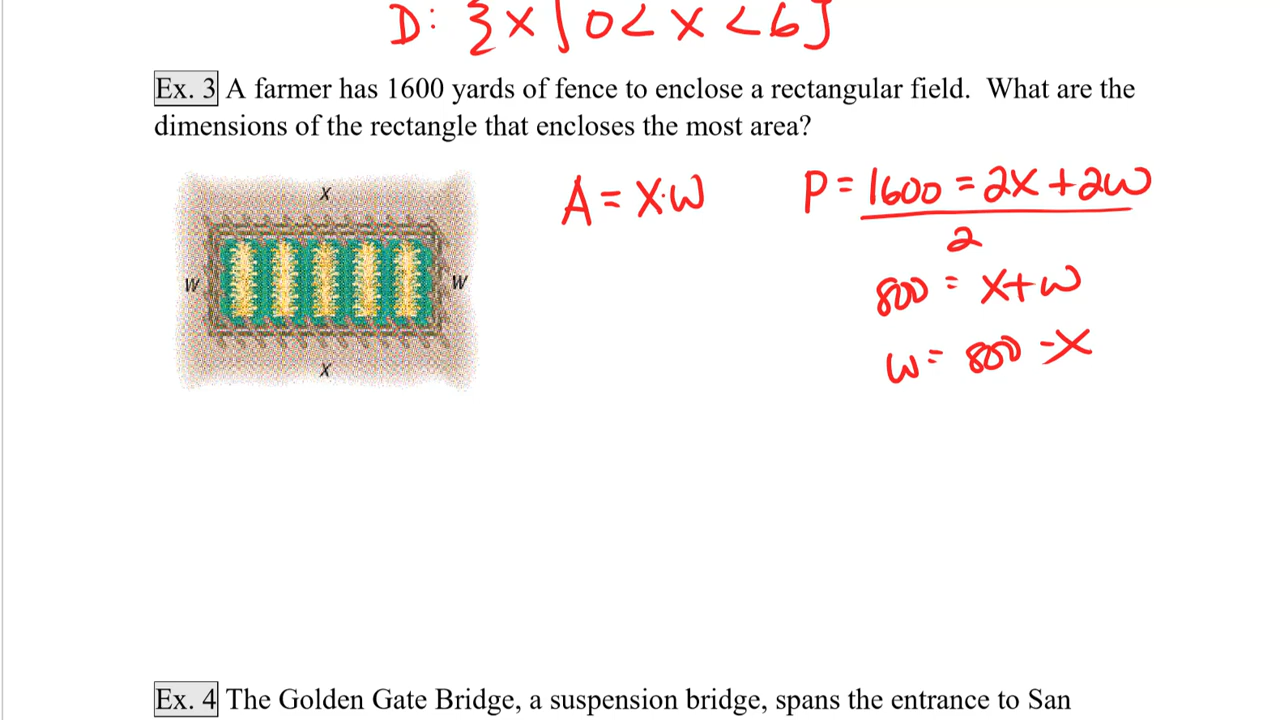 D: {x | 0 < x < 6}
Ex. 3 A farmer has 1600 yards of fence to enclose a rectangular field. What are the
dimensions of the rectangle that encloses the most area?
x
w
w
x
A = x·w
P = 1600 = 2x + 2w
2
800 = x + w
w = 800 - x
Ex. 4 The Golden Gate Bridge, a suspension bridge, spans the entrance to San